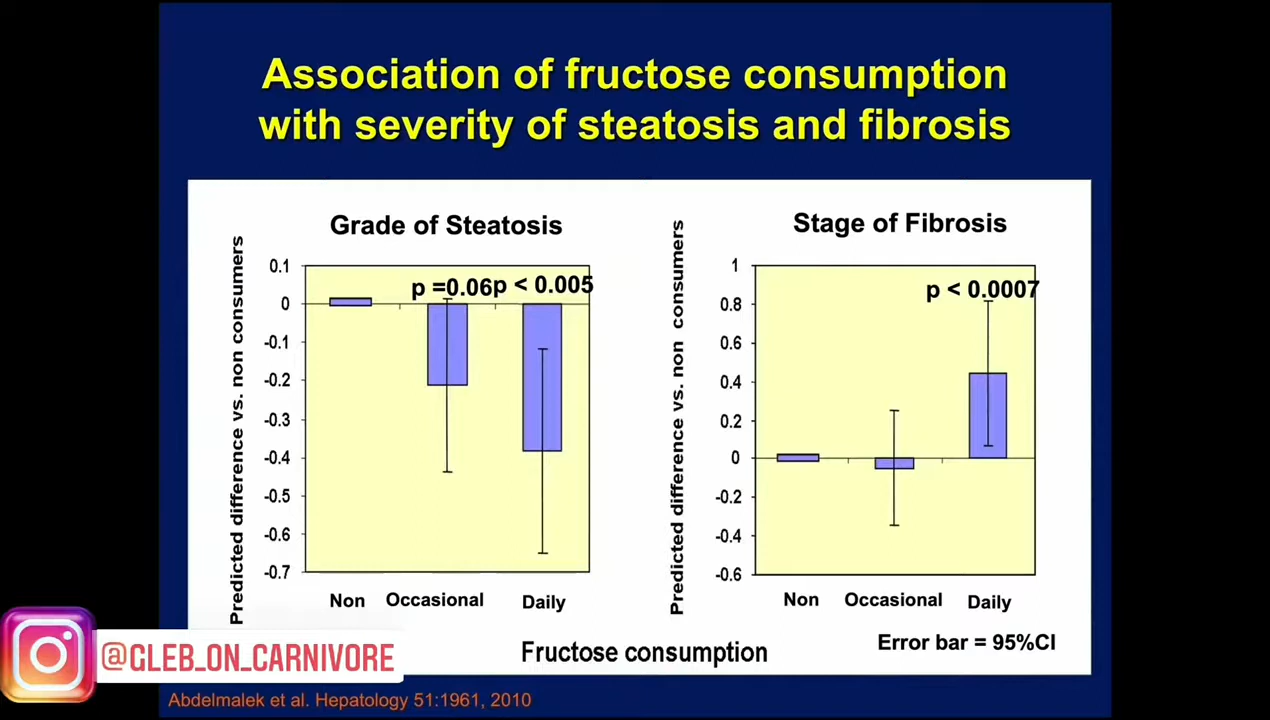 Association of fructose consumption
with severity of steatosis and fibrosis
Grade of Steatosis
Predicted difference vs. non consumers
0.1
0
-0.1
-0.2
-0.3
-0.4
-0.5
-0.6
-0.7
p =0.06
p < 0.005
Non
Occasional
Daily
Stage of Fibrosis
Predicted difference vs. non consumers
1
0.8
0.6
0.4
0.2
0
-0.2
-0.4
-0.6
p < 0.0007
Non
Occasional
Daily
Error bar = 95%CI
Fructose consumption
@GLEB_ON_CARNIVORE
Abdelmalek et al. Hepatology 51:1961, 2010